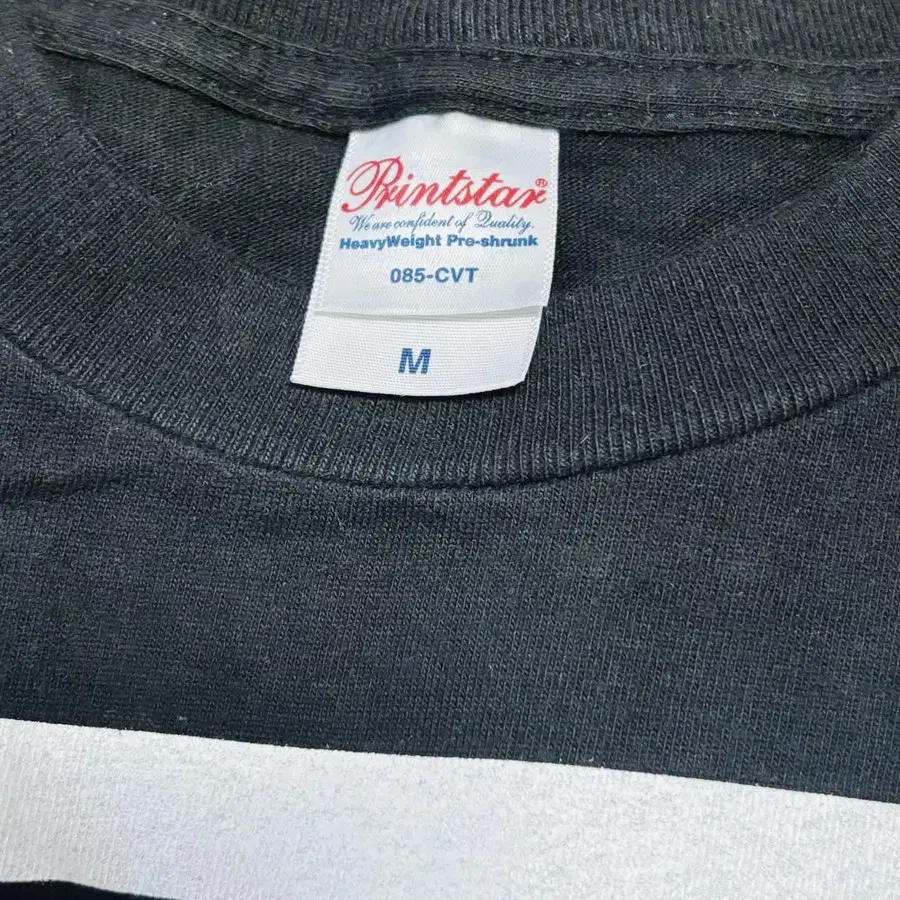 Printstar®
We are confident of Quality.
HeavyWeight Pre-shrunk
085-CVT
M